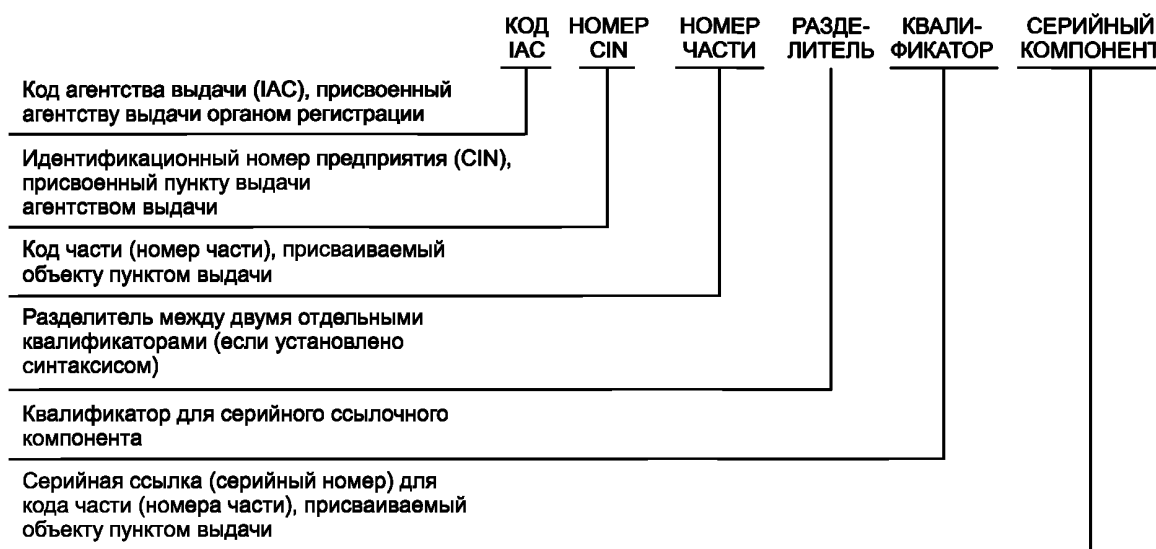 КОД НОМЕР НОМЕР РАЗДЕ- КВАЛИ- СЕРИЙНЫЙ
IAC CIN ЧАСТИ ЛИТЕЛЬ ФИКАТОР КОМПОНЕНТ
Код агентства выдачи (IAC), присвоенный
агентству выдачи органом регистрации
Идентификационный номер предприятия (CIN),
присвоенный пункту выдачи
агентством выдачи
Код части (номер части), присваиваемый
объекту пунктом выдачи
Разделитель между двумя отдельными
квалификаторами (если установлено
синтаксисом)
Квалификатор для серийного ссылочного
компонента
Серийная ссылка (серийный номер) для
кода части (номера части), присваиваемый
объекту пунктом выдачи